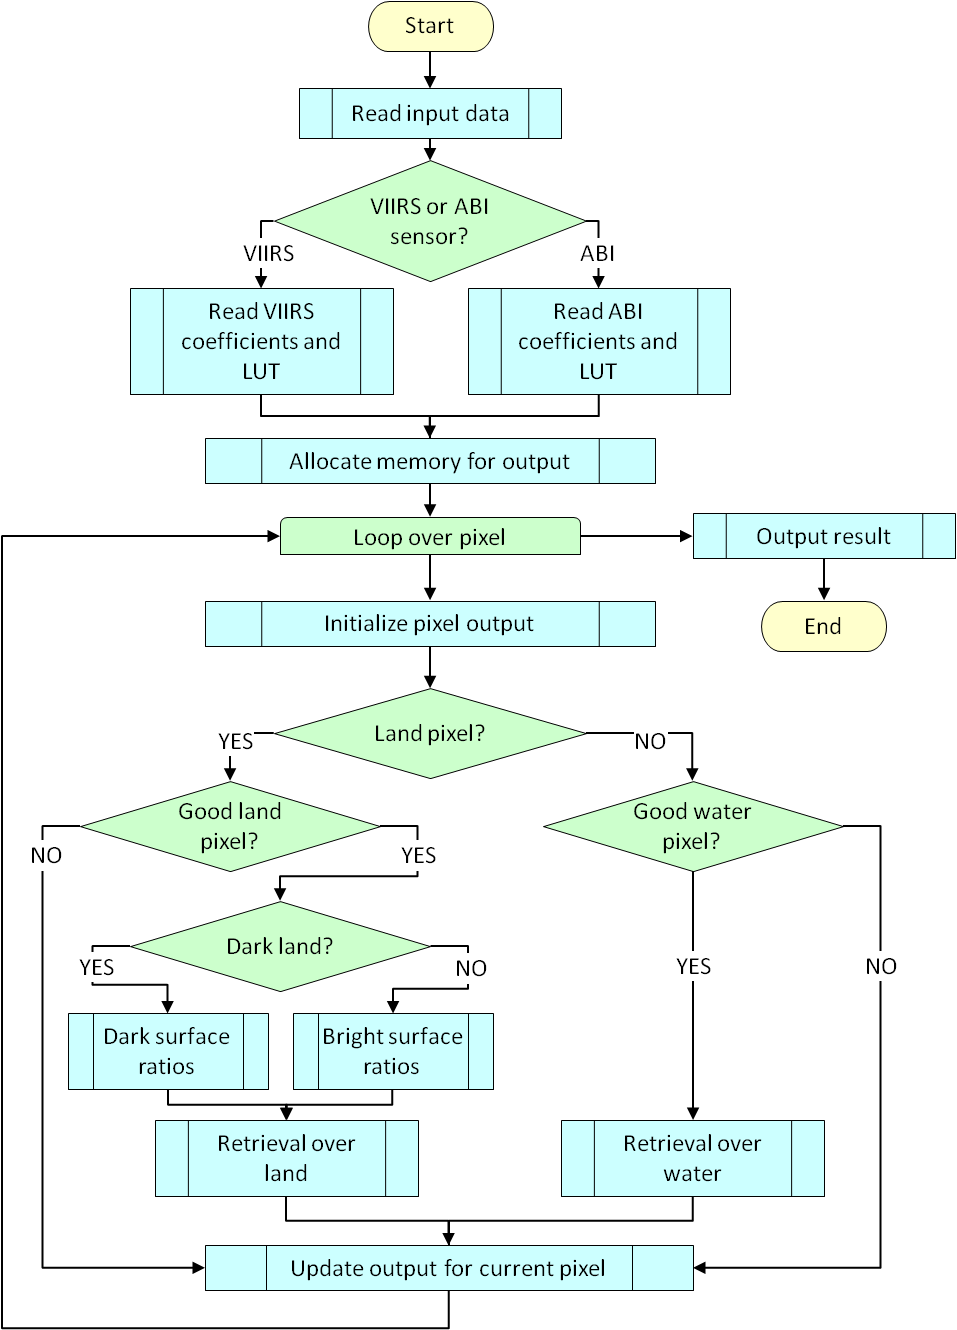 Start
Read input data
VIIRS or ABI
sensor?
VIIRS
ABI
Read VIIRS
coefficients and
LUT
Read ABI
coefficients and
LUT
Allocate memory for output
Loop over pixel
Output result
Initialize pixel output
End
Land pixel?
YES
NO
Good land
pixel?
Good water
pixel?
NO
YES
Dark land?
YES
NO
YES
NO
Dark surface
ratios
Bright surface
ratios
Retrieval over
land
Retrieval over
water
Update output for current pixel